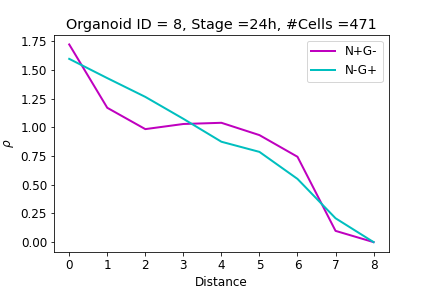 Organoid ID = 8, Stage =24h, #Cells =471
N+G-
N-G+
1.75
1.50
1.25
1.00
0.75
0.50
0.25
0.00
ρ
0 1 2 3 4 5 6 7 8
Distance